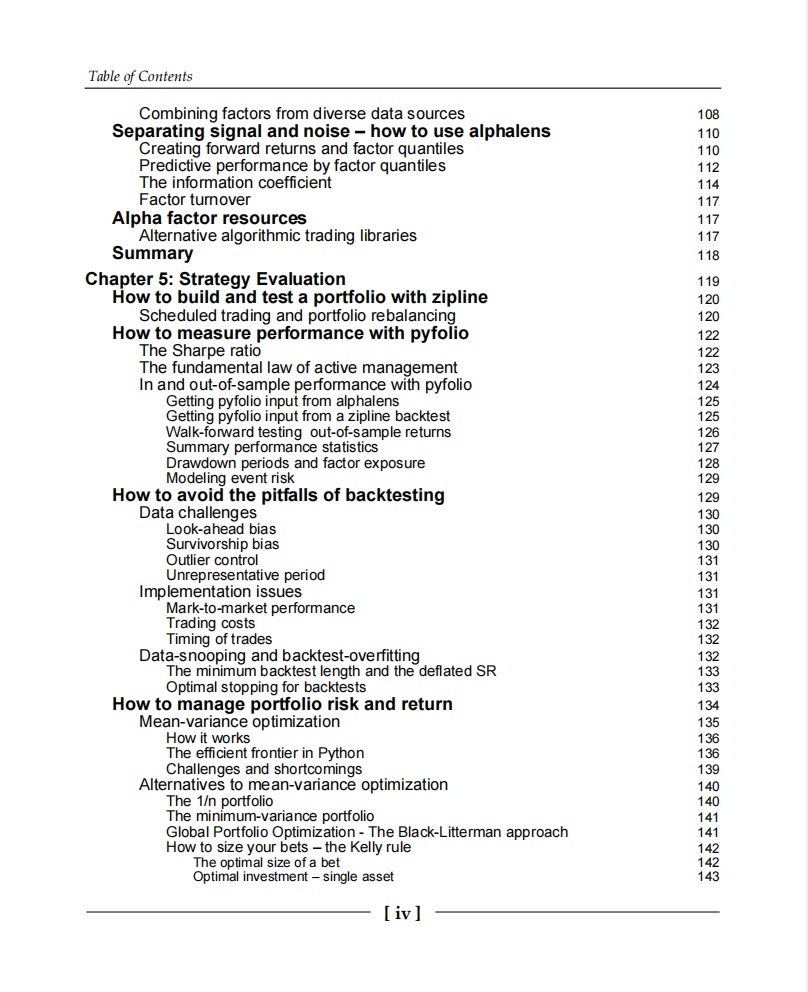 Table of Contents
Combining factors from diverse data sources 108
Separating signal and noise – how to use alphalens 110
Creating forward returns and factor quantiles 110
Predictive performance by factor quantiles 112
The information coefficient 114
Factor turnover 117
Alpha factor resources 117
Alternative algorithmic trading libraries 117
Summary 118
Chapter 5: Strategy Evaluation 119
How to build and test a portfolio with zipline 120
Scheduled trading and portfolio rebalancing 120
How to measure performance with pyfolio 122
The Sharpe ratio 122
The fundamental law of active management 123
In and out-of-sample performance with pyfolio 124
Getting pyfolio input from alphalens 125
Getting pyfolio input from a zipline backtest 125
Walk-forward testing out-of-sample returns 126
Summary performance statistics 127
Drawdown periods and factor exposure 128
Modeling event risk 129
How to avoid the pitfalls of backtesting 129
Data challenges 130
Look-ahead bias 130
Survivorship bias 130
Outlier control 131
Unrepresentative period 131
Implementation issues 131
Mark-to-market performance 131
Trading costs 132
Timing of trades 132
Data-snooping and backtest-overfitting 132
The minimum backtest length and the deflated SR 133
Optimal stopping for backtests 133
How to manage portfolio risk and return 134
Mean-variance optimization 135
How it works 136
The efficient frontier in Python 136
Challenges and shortcomings 139
Alternatives to mean-variance optimization 140
The 1/n portfolio 140
The minimum-variance portfolio 141
Global Portfolio Optimization - The Black-Litterman approach 141
How to size your bets – the Kelly rule 142
The optimal size of a bet 142
Optimal investment – single asset 143
[ iv ]